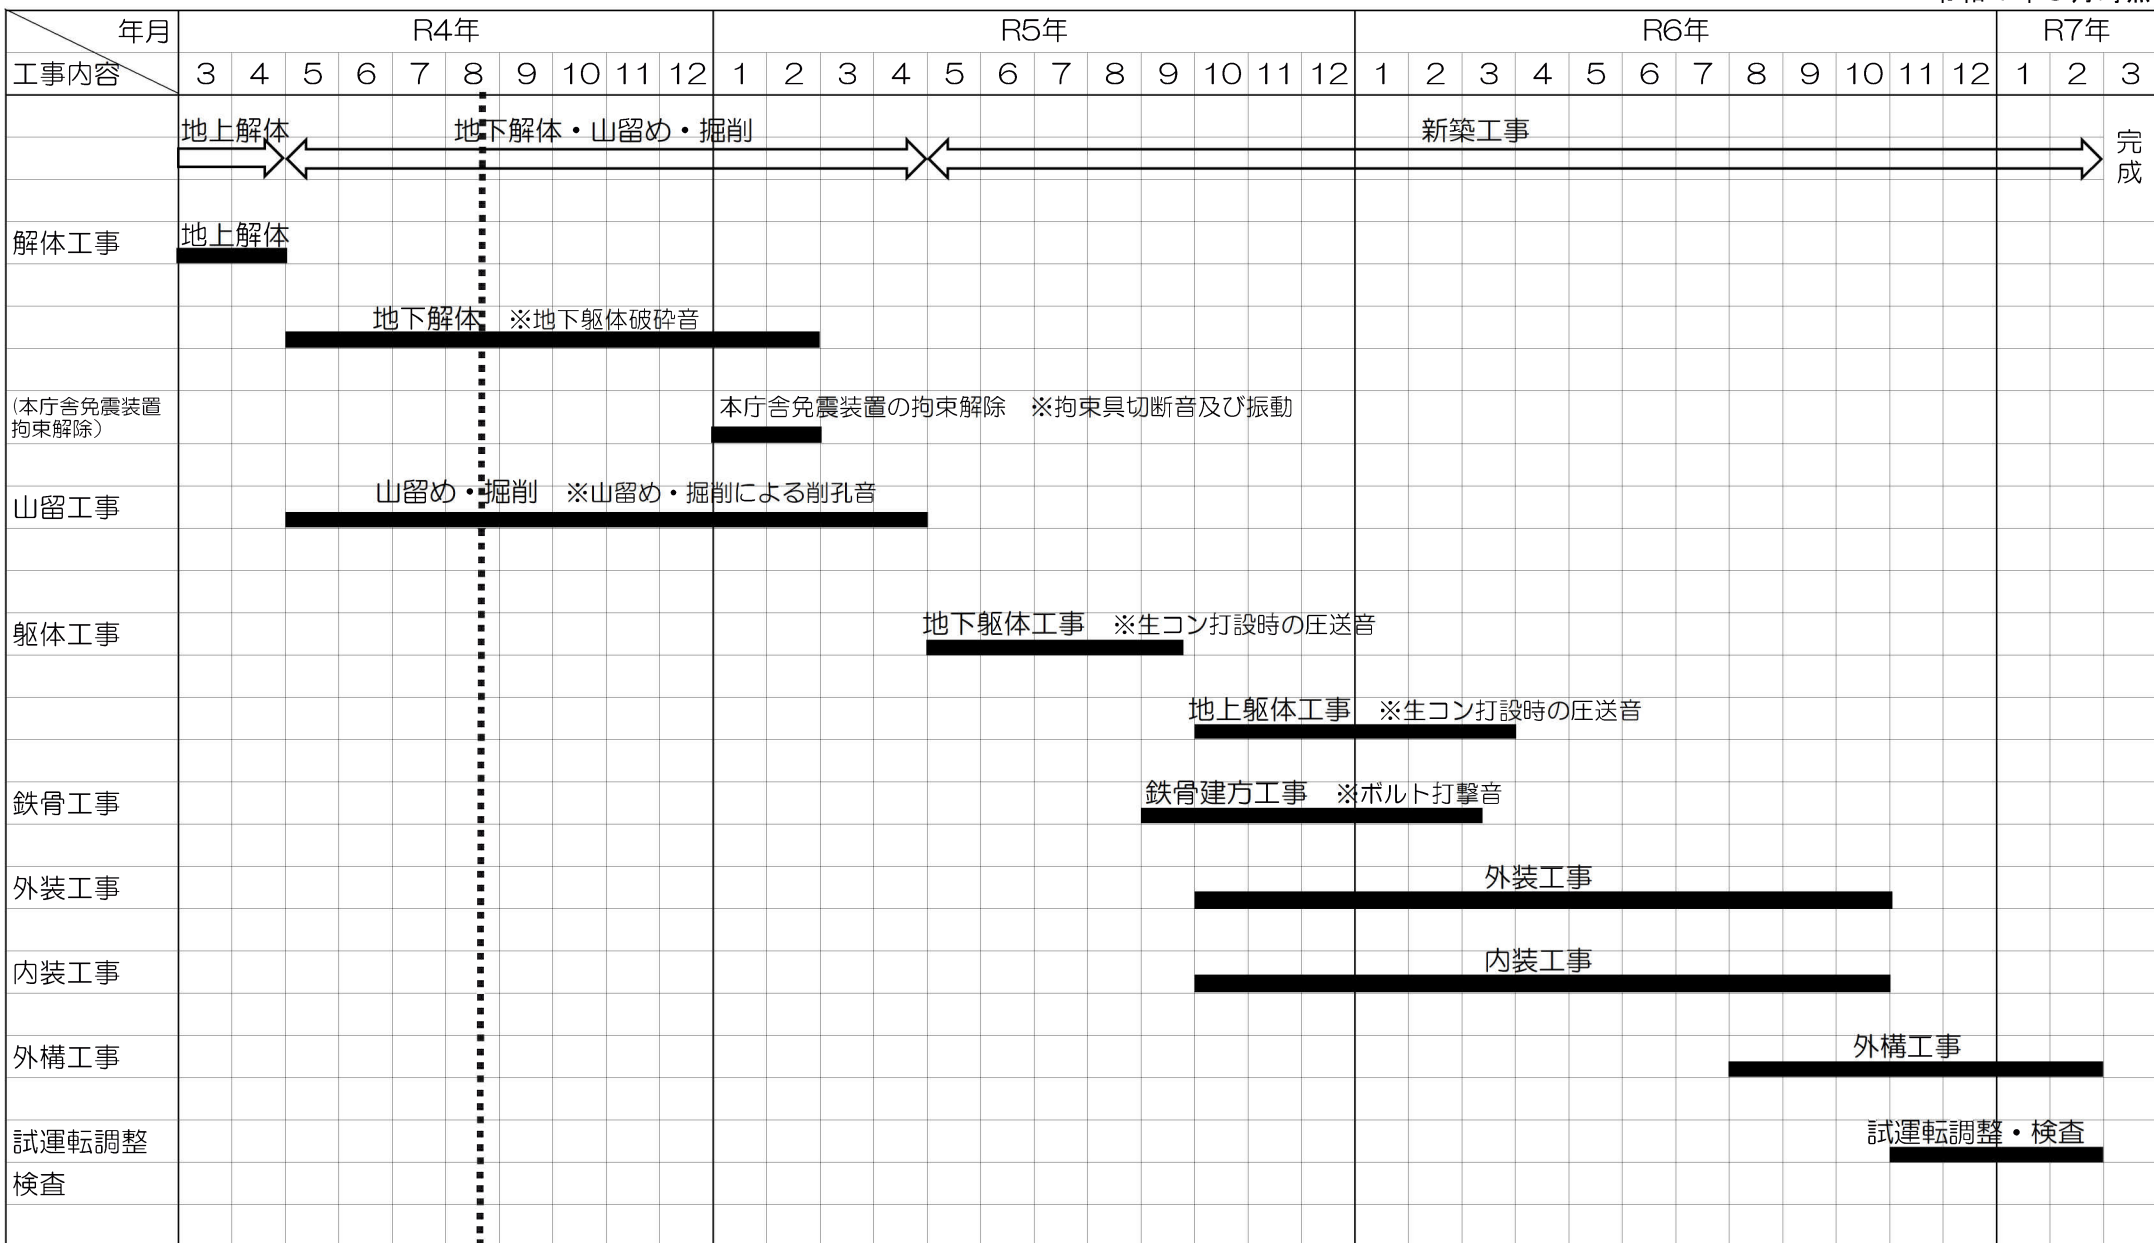 年月 R4年 R5年 R6年 R7年
工事内容 3 4 5 6 7 8 9 10 11 12 1 2 3 4 5 6 7 8 9 10 11 12 1 2 3 4 5 6 7 8 9 10 11 12 1 2 3
地上解体 地下解体・山留め・掘削 新築工事 完成
解体工事 地上解体
地下解体 ※地下躯体破砕音
(本庁舎免震装置
拘束解除)
本庁舎免震装置の拘束解除 ※拘束具切断音及び振動
山留工事 山留め・掘削 ※山留め・掘削による削孔音
躯体工事 地下躯体工事 ※生コン打設時の圧送音
地上躯体工事 ※生コン打設時の圧送音
鉄骨工事 鉄骨建方工事 ※ボルト打撃音
外装工事 外装工事
内装工事 内装工事
外構工事 外構工事
試運転調整 試運転調整・検査
検査